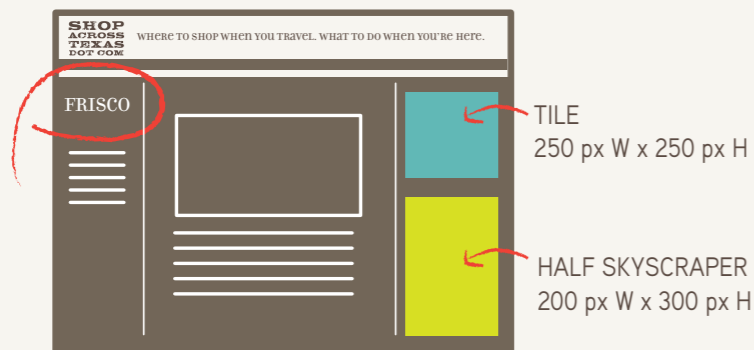 SHOP
ACROSS
TEXAS
DOT COM
WHERE TO SHOP WHEN YOU TRAVEL. WHAT TO DO WHEN YOU'RE HERE.
FRISCO
TILE
250 px W x 250 px H
HALF SKYSCRAPER
200 px W x 300 px H